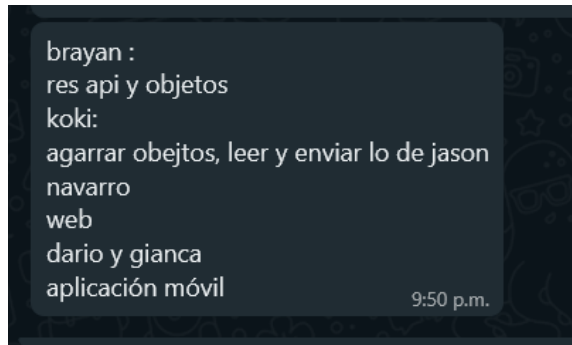 brayan :
res api y objetos
koki:
agarrar obejtos, leer y enviar lo de jason
navarro
web
dario y gianca
aplicación móvil
9:50 p.m.